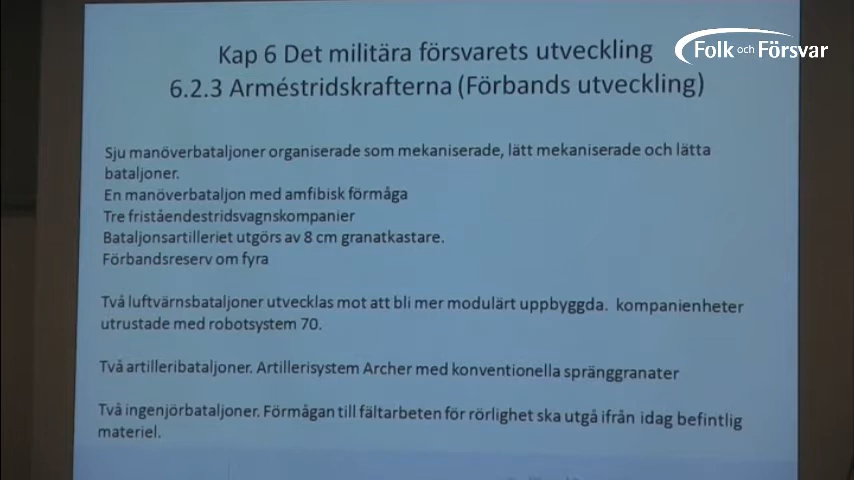 Kap 6 Det militära försvarets utveckling
Folk och Försvar
6.2.3 Arméstridskrafterna (Förbands utveckling)
Sju manöverbataljoner organiserade som mekaniserade, lätt mekaniserade och lätta
bataljoner.
En manöverbataljon med amfibisk förmåga
Tre friståendestridsvagnskompanier
Bataljonsartilleriet utgörs av 8 cm granatkastare.
Förbandsreserv om fyra
Två luftvärnsbataljoner utvecklas mot att bli mer modulärt uppbyggda. kompanienheter
utrustade med robotsystem 70.
Två artilleribataljoner. Artillerisystem Archer med konventionella spränggranater
Två ingenjörbataljoner. Förmågan till fältarbeten för rörlighet ska utgå ifrån idag befintlig
materiel.